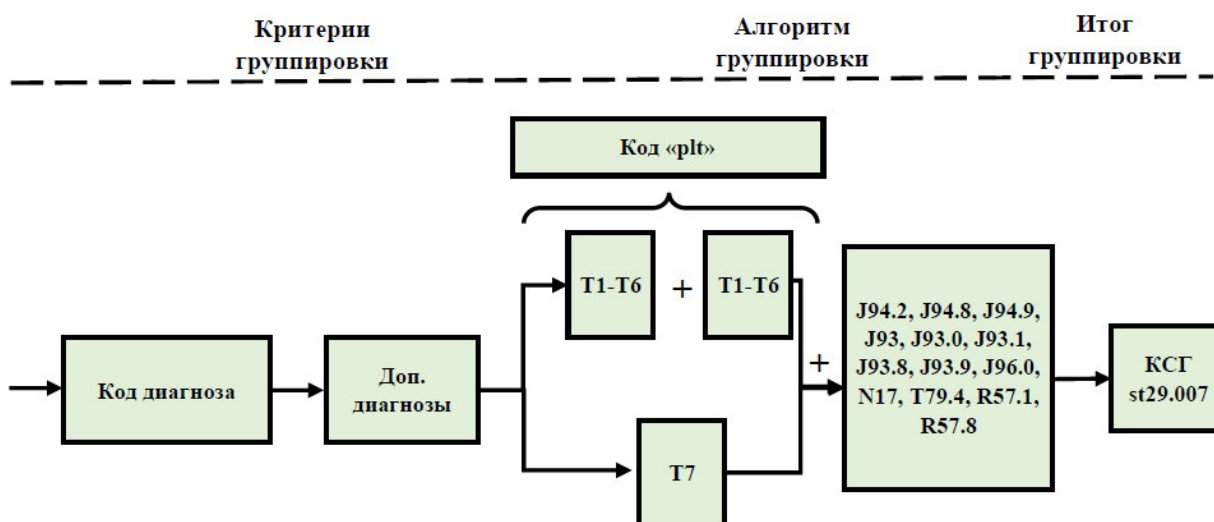 Критерии
группировки
Алгоритм
группировки
Итог
группировки
Код «plt»
T1-T6
+
T1-T6
J94.2, J94.8, J94.9,
J93, J93.0, J93.1,
J93.8, J93.9, J96.0,
N17, T79.4, R57.1,
R57.8
+
Код диагноза
Доп.
диагнозы
КСГ
st29.007
T7